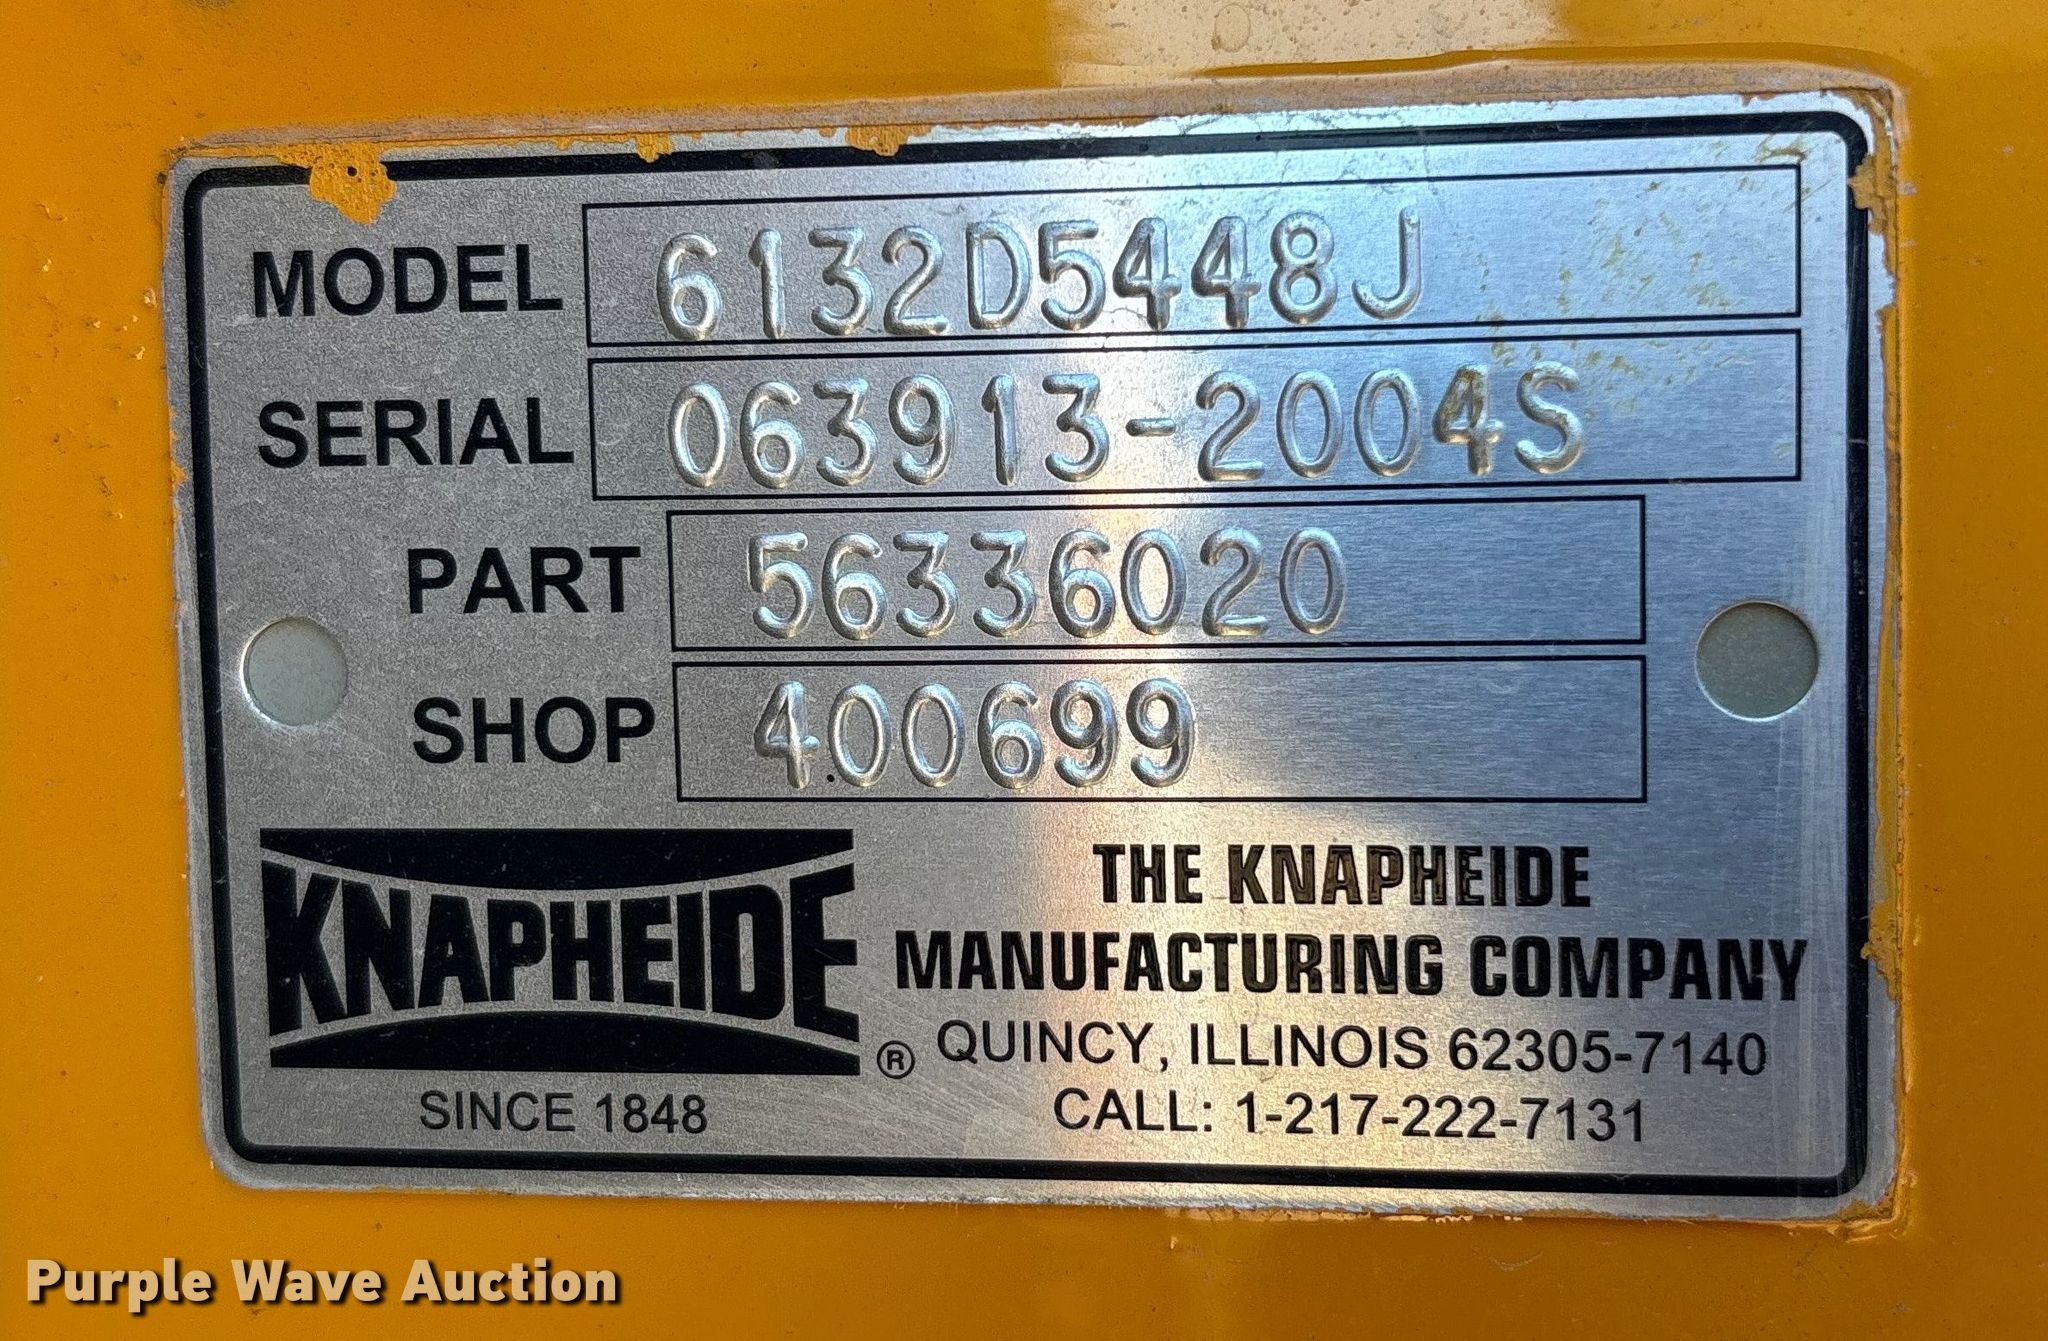 MODEL 6132D5448J
SERIAL 063913-2004S
PART 56336020
SHOP 400699
KNAPHEIDE ®
SINCE 1848
THE KNAPHEIDE
MANUFACTURING COMPANY
QUINCY, ILLINOIS 62305-7140
CALL: 1-217-222-7131
Purple Wave Auction